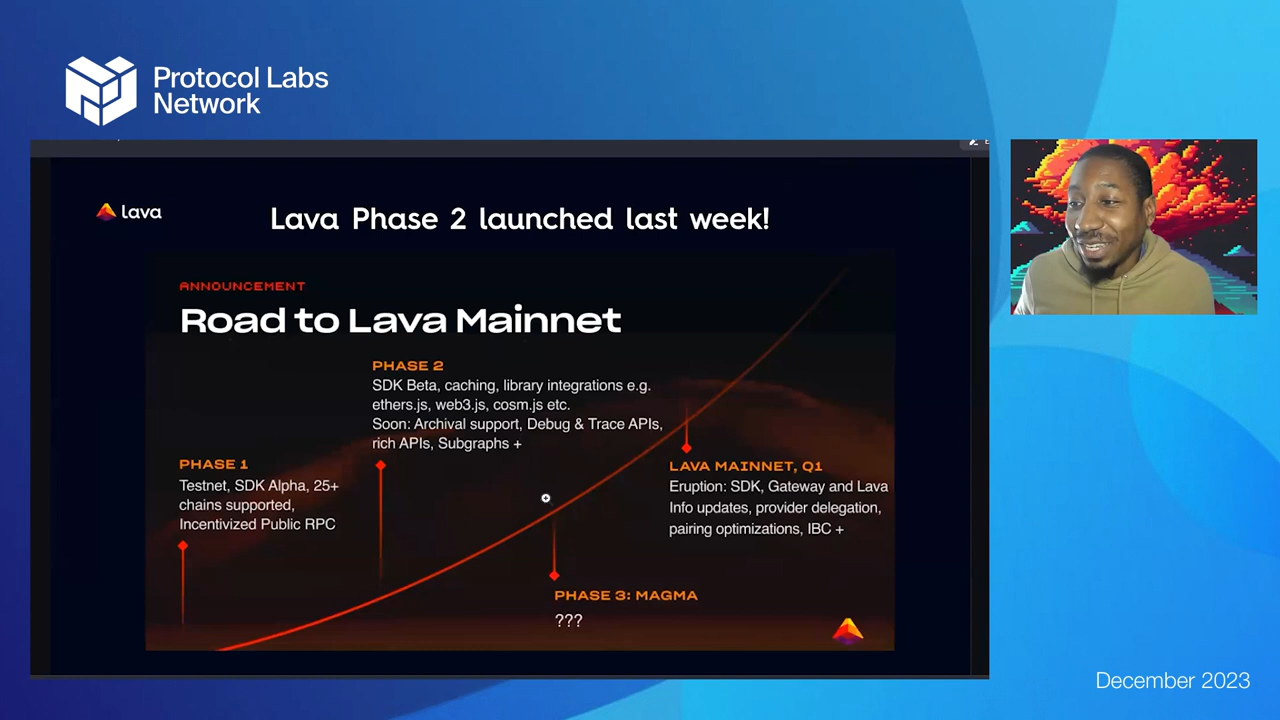 Protocol Labs
Network
lava
Lava Phase 2 launched last week!
ANNOUNCEMENT
Road to Lava Mainnet
PHASE 2
SDK Beta, caching, library integrations e.g.
ethers.js, web3.js, cosm.js etc.
Soon: Archival support, Debug & Trace APIs,
rich APIs, Subgraphs +
PHASE 1
Testnet, SDK Alpha, 25+
chains supported,
Incentivized Public RPC
LAVA MAINNET, Q1
Eruption: SDK, Gateway and Lava
Info updates, provider delegation,
pairing optimizations, IBC +
PHASE 3: MAGMA
???
December 2023